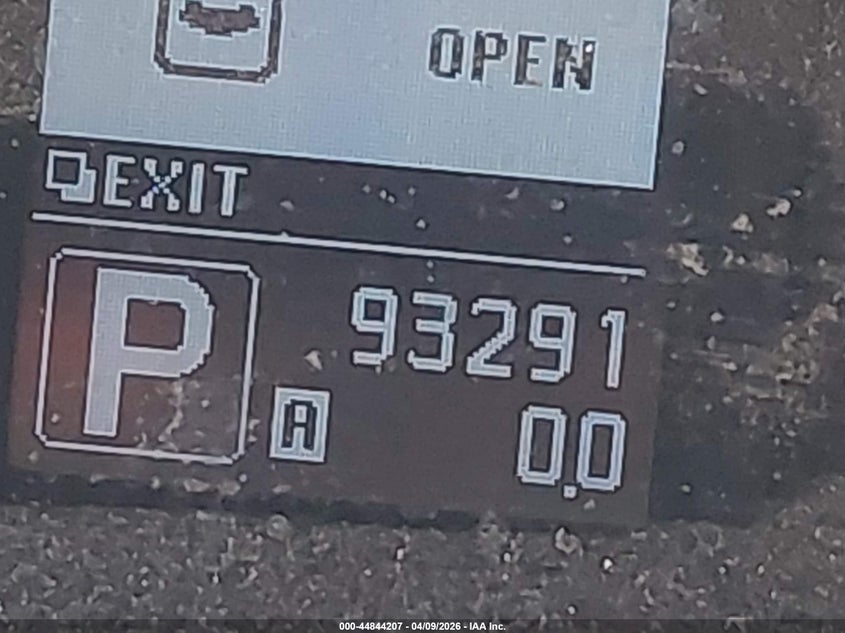 OPEN
EXIT
P
93291
A
0.0
000-44844207 - 04/09/2026 - IAA Inc.